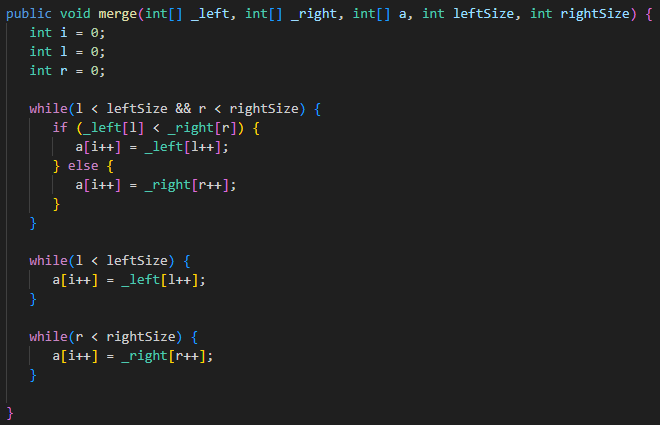 public void merge(int[] _left, int[] _right, int[] a, int leftSize, int rightSize) {
int i = 0;
int l = 0;
int r = 0;
while(l < leftSize && r < rightSize) {
if (_left[l] < _right[r]) {
a[i++] = _left[l++];
} else {
a[i++] = _right[r++];
}
}
while(l < leftSize) {
a[i++] = _left[l++];
}
while(r < rightSize) {
a[i++] = _right[r++];
}
}